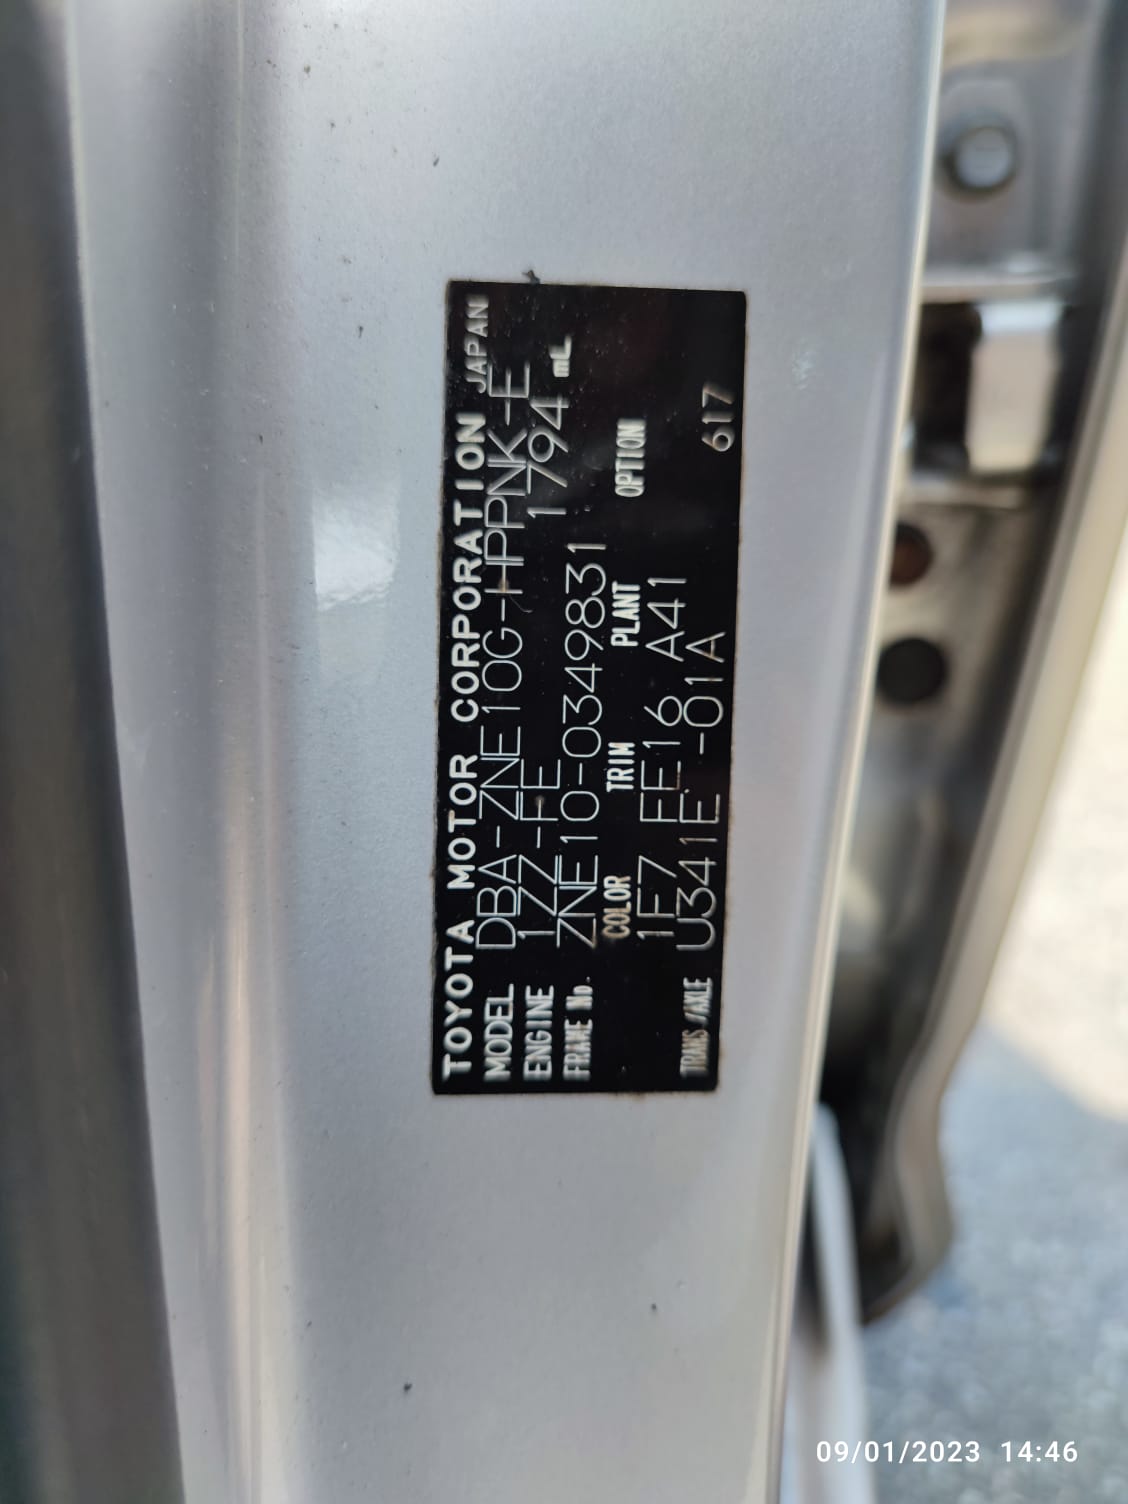 TOYOTA MOTOR CORPORATION JAPAN
MODEL DBA-ZNE10G-HPPNK-E
ENGINE 1ZZ-FE 1794 mL
FRAME No. ZNE10-0349831
COLOR TRIM PLANT OPTION
1F7 FE16 A41
TRANS/AXLE U341E -01A 617
09/01/2023 14:46